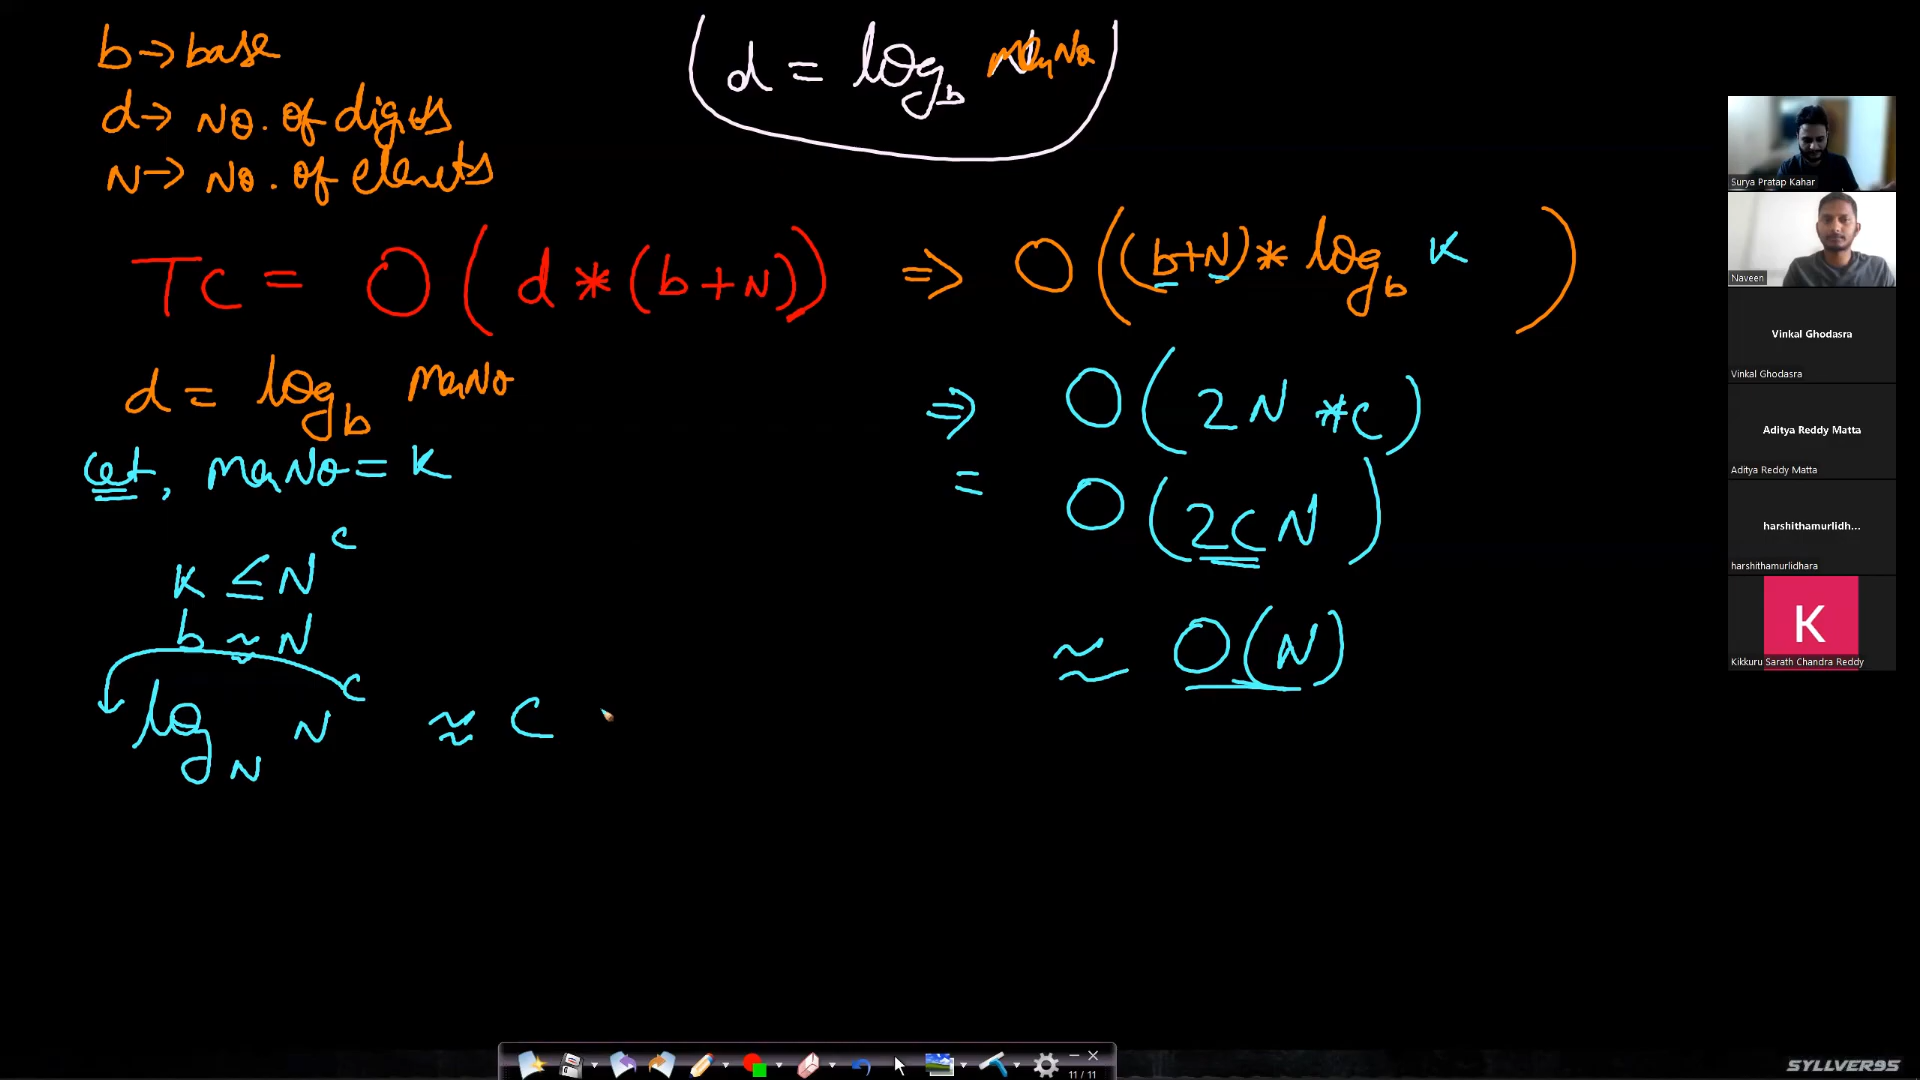 b → base
d = log_b maxNo
d → No. of digits
N → No. of elements
TC = O(d * (b+N)) => O((b+N) * log_b K)
d = log_b maxNo
=> O(2N * C)
let, maxNo = K
= O(2CN)
K ≤ N^C
b ≈ N
≈ O(N)
log_N N^C ≈ C
Surya Pratap Kahar
Naveen
Vinkal Ghodasra
Vinkal Ghodasra
Aditya Reddy Matta
Aditya Reddy Matta
harshithamurlidh...
harshithamurlidhara
K
Kikkuru Sarath Chandra Reddy
11 / 11
SYLLVER95